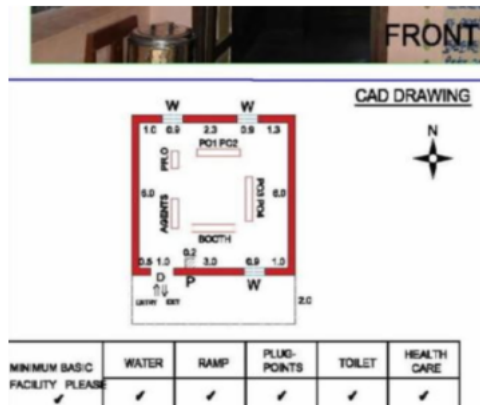 FRONT
CAD DRAWING
W W
1.0 0.9 2.3 0.9 1.3
PO1 PO2
N
PO3 PO4
AGENTS
6.0 6.0
BOOTH
0.2
0.5 1.0 3.0 0.9 1.0
D P W
ENTRY EXIT
2.0
MINIMUM BASIC FACILITY PLEASE ✔
WATER RAMP PLUG-POINTS TOILET HEALTH CARE
✔ ✔ ✔ ✔ ✔